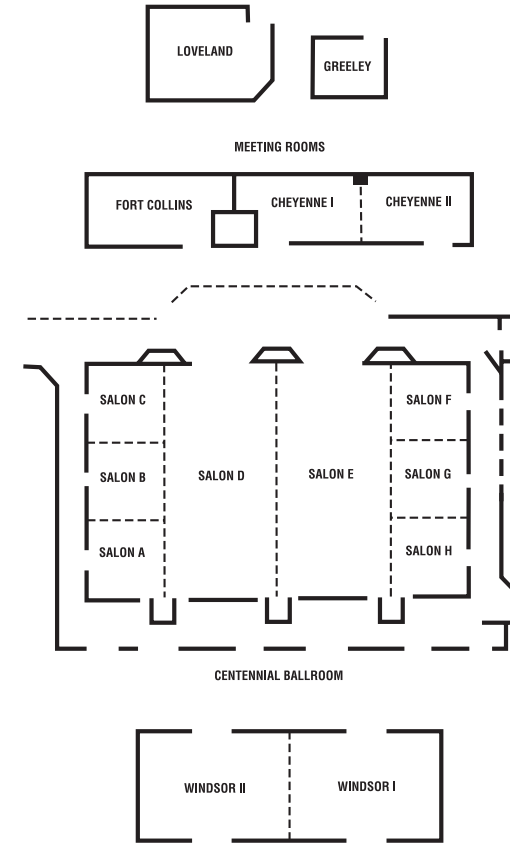 LOVELAND
GREELEY
MEETING ROOMS
FORT COLLINS
CHEYENNE I
CHEYENNE II
SALON C
SALON F
SALON B
SALON D
SALON E
SALON G
SALON A
SALON H
CENTENNIAL BALLROOM
WINDSOR II
WINDSOR I